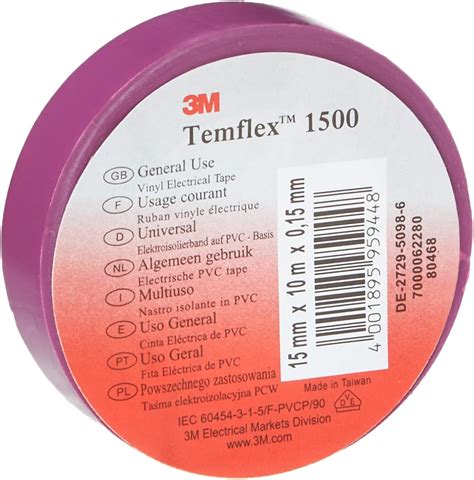 3M
Temflex™ 1500
GB General Use
Vinyl Electrical Tape
F Usage courant
Ruban vinyle électrique
D Universal
Elektroisolierband auf PVC - Basis
NL Algemeen gebruik
Electrische PVC tape
I Multiuso
Nastro isolante in PVC
E Uso General
Cinta Eléctrica de PVC
PT Uso Geral
Fita Eléctrica de PVC
PL Powszechnego zastosowania
Taśma elektroizolacyjna PCW
IEC 60454-3-1-5/F-PVCP/90
3M Electrical Markets Division
www.3M.com
15 mm x 10 m x 0,15 mm
4 001895 959448
DE-2729-5098-6
7000062280
80468
Made in Taiwan
VDE